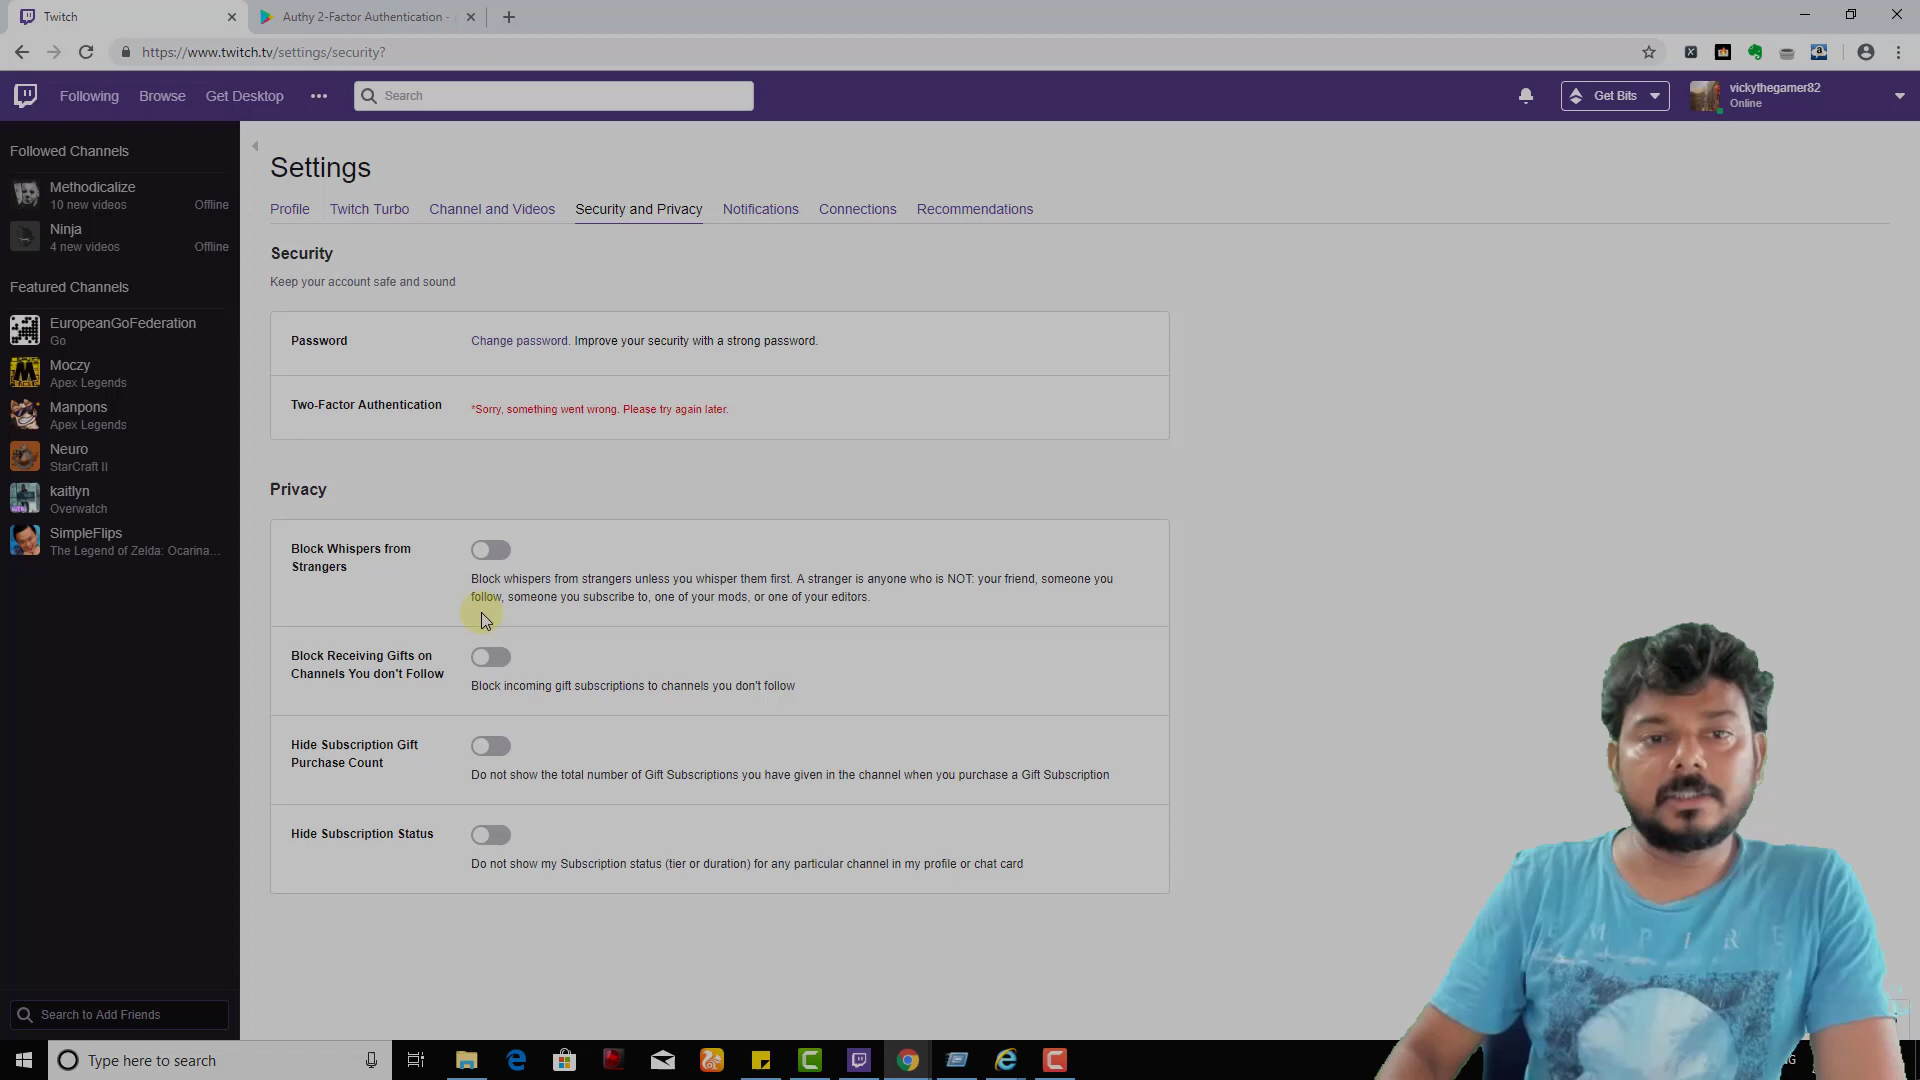 Twitch
Authy 2-Factor Authentication -
https://www.twitch.tv/settings/security?
Following
Browse
Get Desktop
Search
Get Bits
vickythegamer82
Online
Followed Channels
Methodicalize
10 new videos
Offline
Ninja
4 new videos
Offline
Featured Channels
EuropeanGoFederation
Go
Moczy
Apex Legends
Manpons
Apex Legends
Neuro
StarCraft II
kaitlyn
Overwatch
SimpleFlips
The Legend of Zelda: Ocarina...
Search to Add Friends
Settings
Profile
Twitch Turbo
Channel and Videos
Security and Privacy
Notifications
Connections
Recommendations
Security
Keep your account safe and sound
Password
Change password. Improve your security with a strong password.
Two-Factor Authentication
*Sorry, something went wrong. Please try again later.
Privacy
Block Whispers from
Strangers
Block whispers from strangers unless you whisper them first. A stranger is anyone who is NOT: your friend, someone you
follow, someone you subscribe to, one of your mods, or one of your editors.
Block Receiving Gifts on
Channels You don't Follow
Block incoming gift subscriptions to channels you don't follow
Hide Subscription Gift
Purchase Count
Do not show the total number of Gift Subscriptions you have given in the channel when you purchase a Gift Subscription
Hide Subscription Status
Do not show my Subscription status (tier or duration) for any particular channel in my profile or chat card
EMPIRE
Type here to search